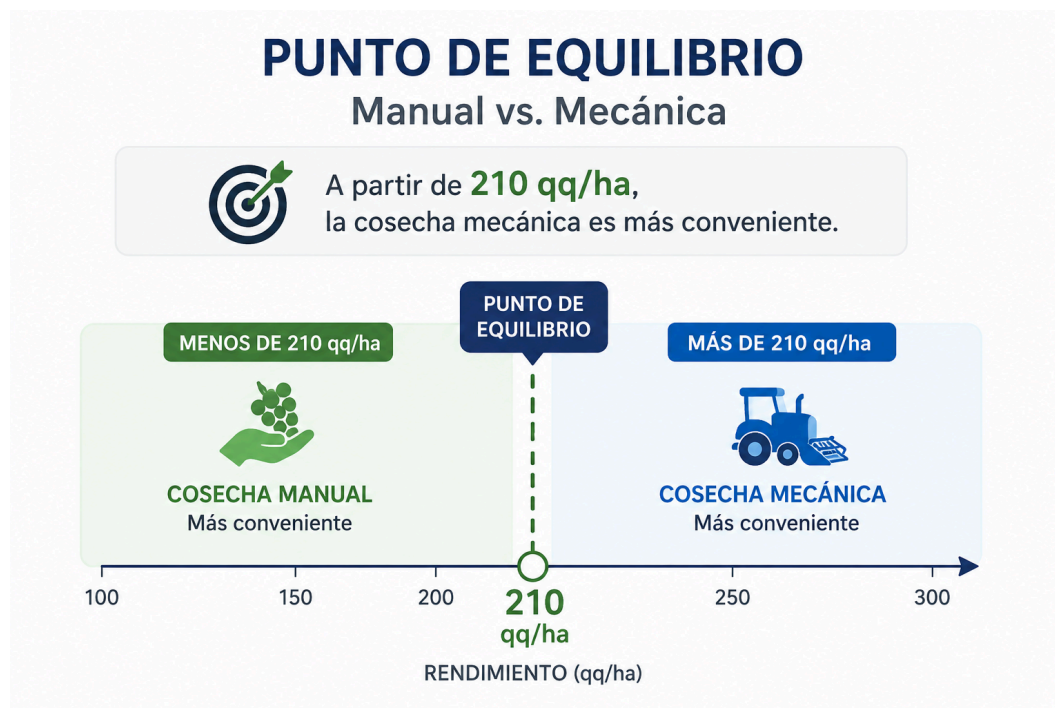 PUNTO DE EQUILIBRIO
Manual vs. Mecánica
A partir de 210 qq/ha,
la cosecha mecánica es más conveniente.
PUNTO DE
EQUILIBRIO
MENOS DE 210 qq/ha
MÁS DE 210 qq/ha
COSECHA MANUAL
Más conveniente
COSECHA MECÁNICA
Más conveniente
100
150
200
210
qq/ha
250
300
RENDIMIENTO (qq/ha)